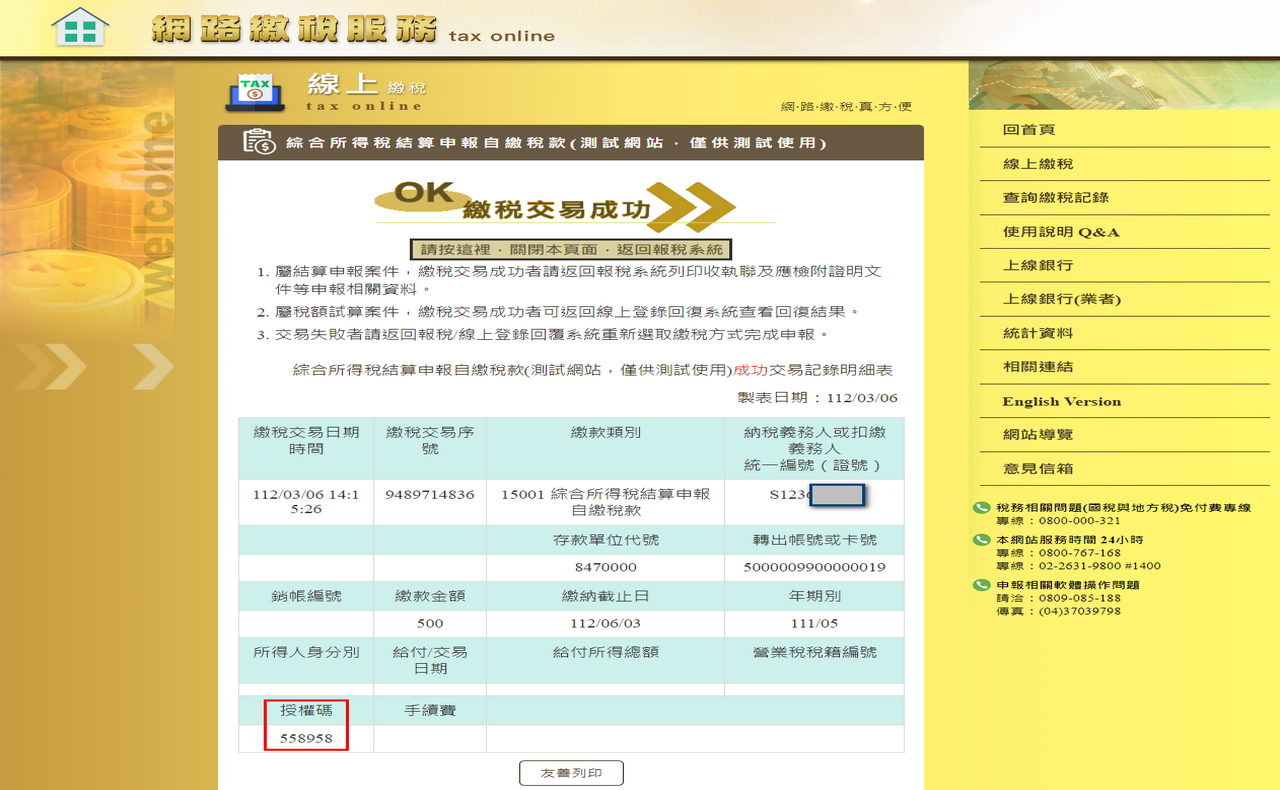 網路繳稅服務 tax online
welcome
TAX
線上 繳稅
tax online
網‧路‧繳‧稅‧真‧方‧便
綜合所得稅結算申報自繳稅款(測試網站‧僅供測試使用)
OK
繳稅交易成功
請按這裡‧關閉本頁面‧返回報稅系統
1. 屬結算申報案件，繳稅交易成功者請返回報稅系統列印收執聯及應檢附證明文
件等申報相關資料。
2. 屬稅額試算案件，繳稅交易成功者可返回線上登錄回復系統查看回復結果。
3. 交易失敗者請返回報稅/線上登錄回覆系統重新選取繳稅方式完成申報。
綜合所得稅結算申報自繳稅款(測試網站，僅供測試使用)成功交易記錄明細表
製表日期：112/03/06
繳稅交易日期
時間
繳稅交易序
號
繳款類別
納稅義務人或扣繳
義務人
統一編號（證號）
112/03/06 14:1
5:26
9489714836
15001 綜合所得稅結算申報
自繳稅款
S123
存款單位代號
轉出帳號或卡號
8470000
5000009900000019
銷帳編號
繳款金額
繳納截止日
年期別
500
112/06/03
111/05
所得人身分別
給付/交易
日期
給付所得總額
營業稅稅籍編號
授權碼
手續費
558958
友善列印
回首頁
線上繳稅
查詢繳稅記錄
使用說明 Q&A
上線銀行
上線銀行(業者)
統計資料
相關連結
English Version
網站導覽
意見信箱
稅務相關問題(國稅與地方稅)免付費專線
專線：0800-000-321
本網站服務時間 24小時
專線：0800-767-168
專線：02-2631-9800 #1400
申報相關軟體操作問題
請洽：0809-085-188
傳真：(04)37039798